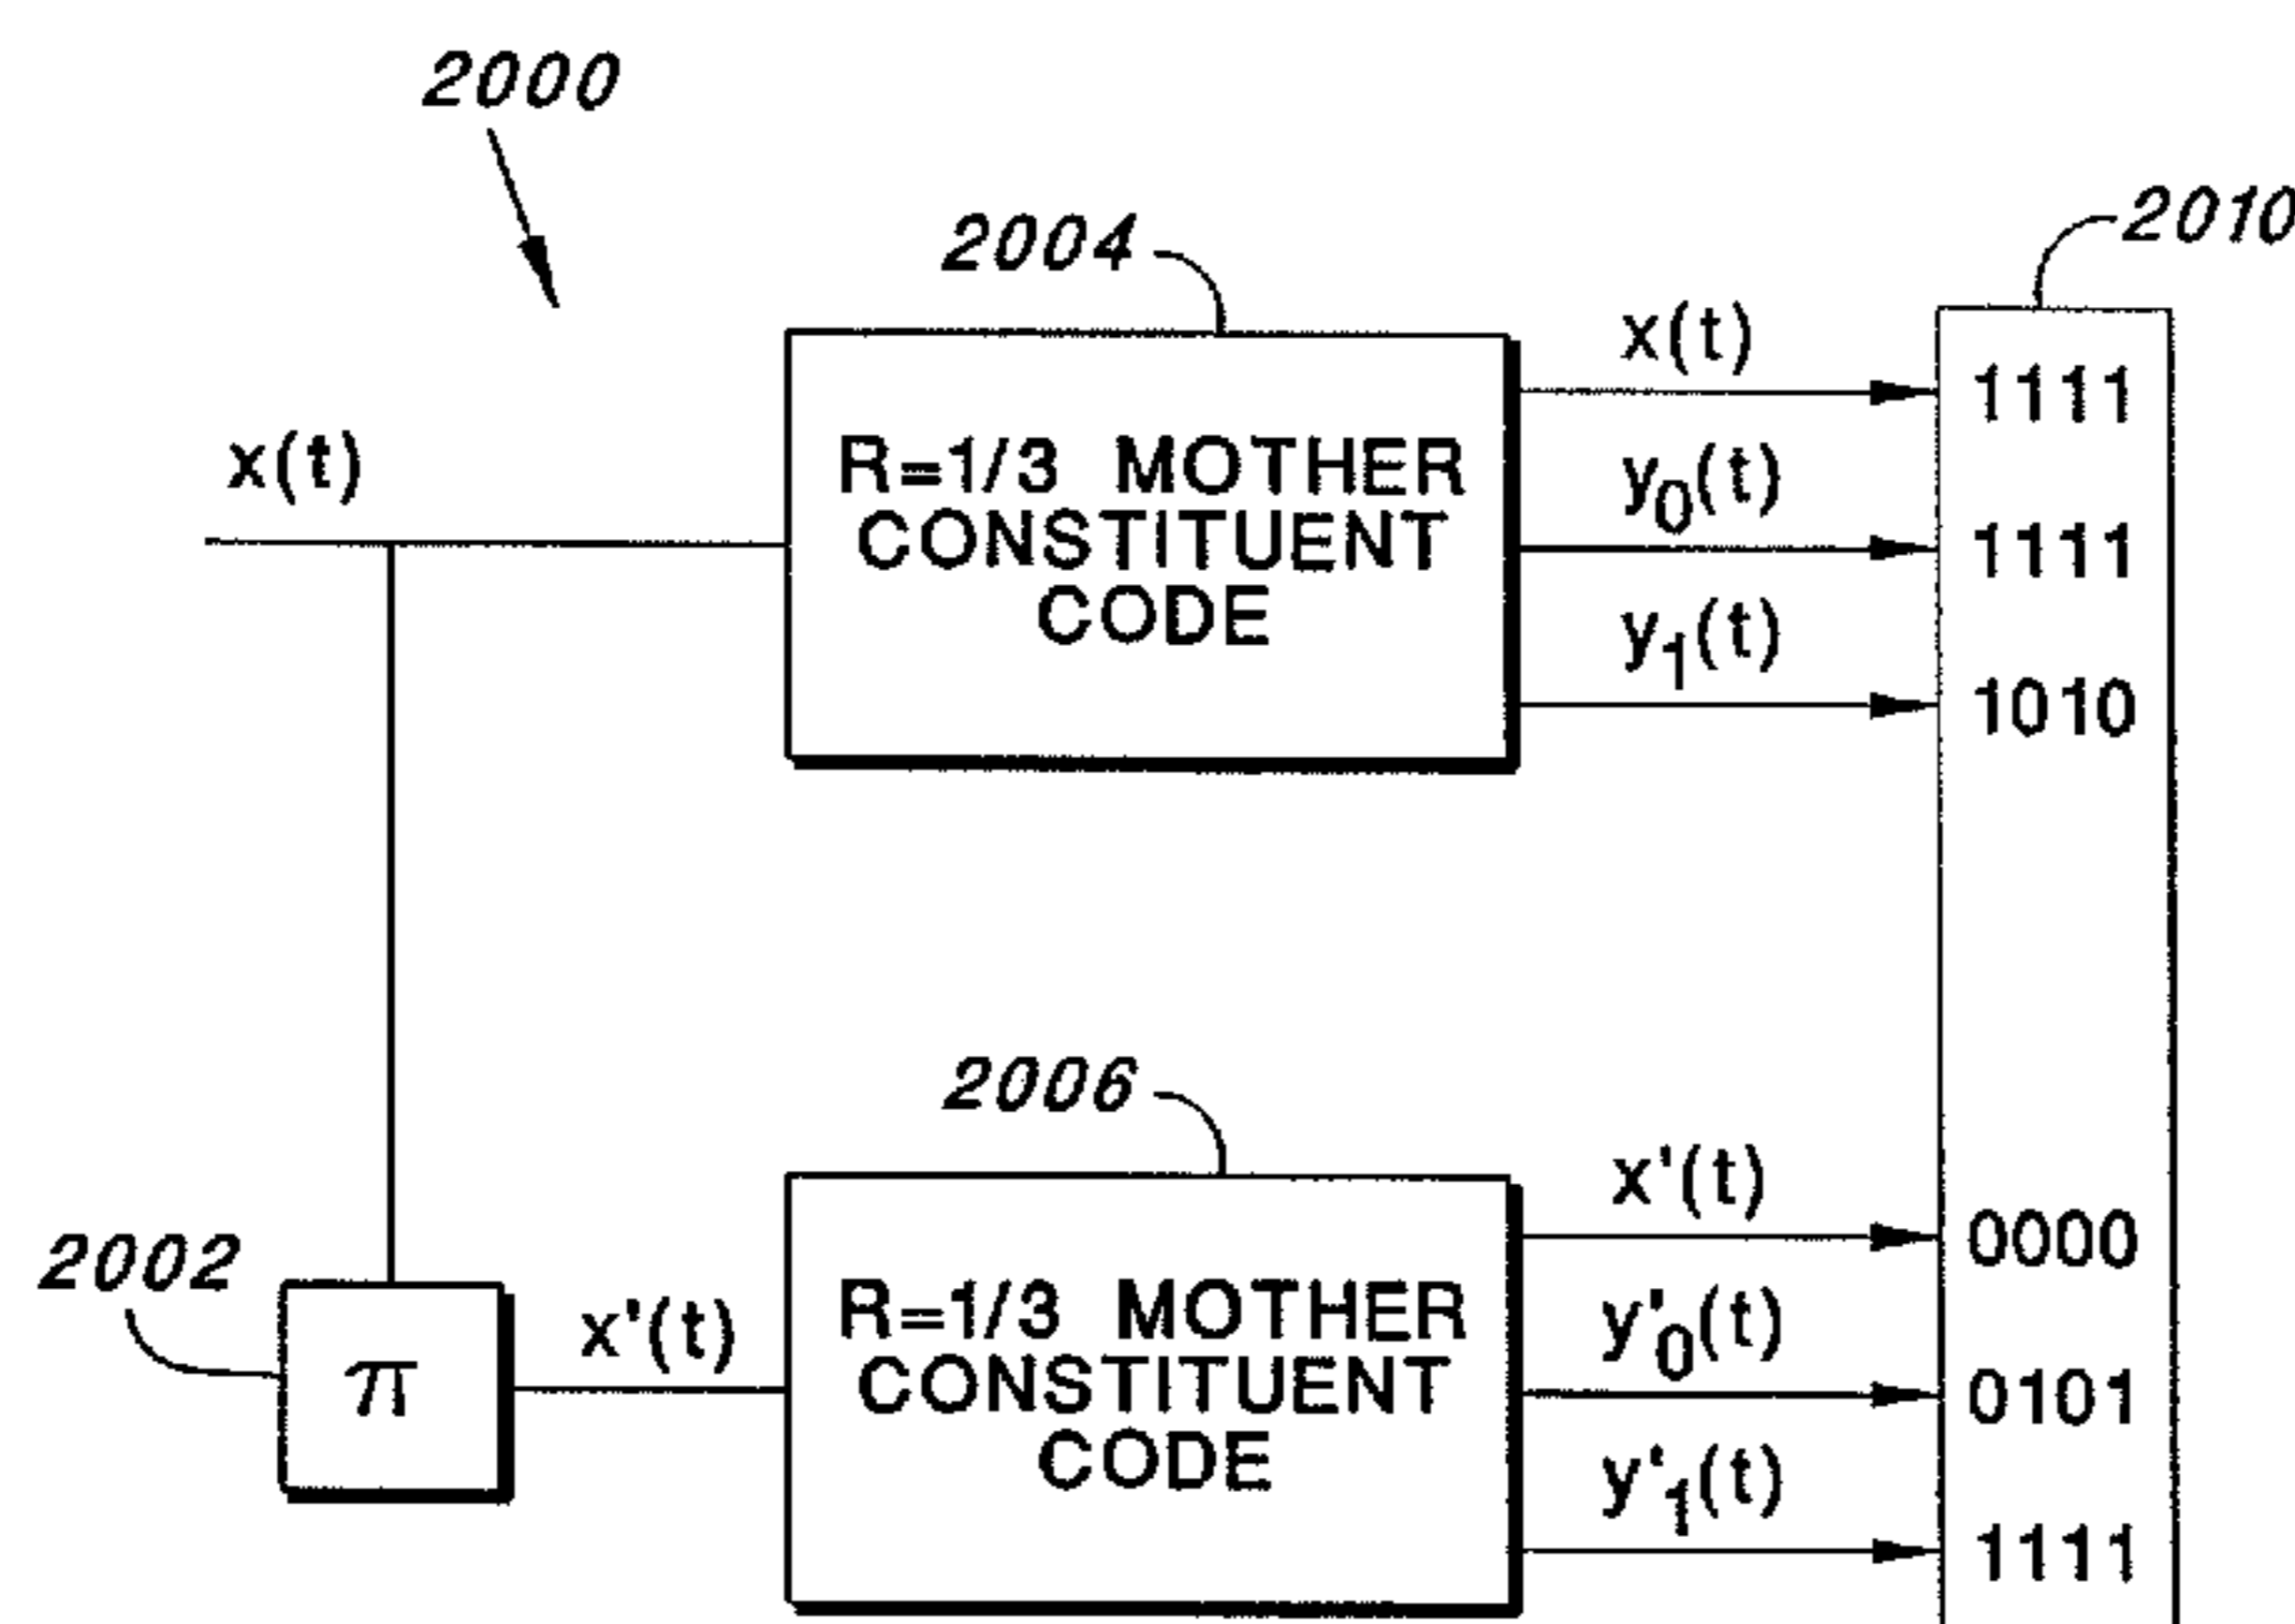 2000
2004
2010
x(t)
R=1/3 MOTHER
CONSTITUENT
CODE
x(t)
y0(t)
y1(t)
1111
1111
1010
2006
2002
π
x'(t)
R=1/3 MOTHER
CONSTITUENT
CODE
x'(t)
y'0(t)
y'1(t)
0000
0101
1111